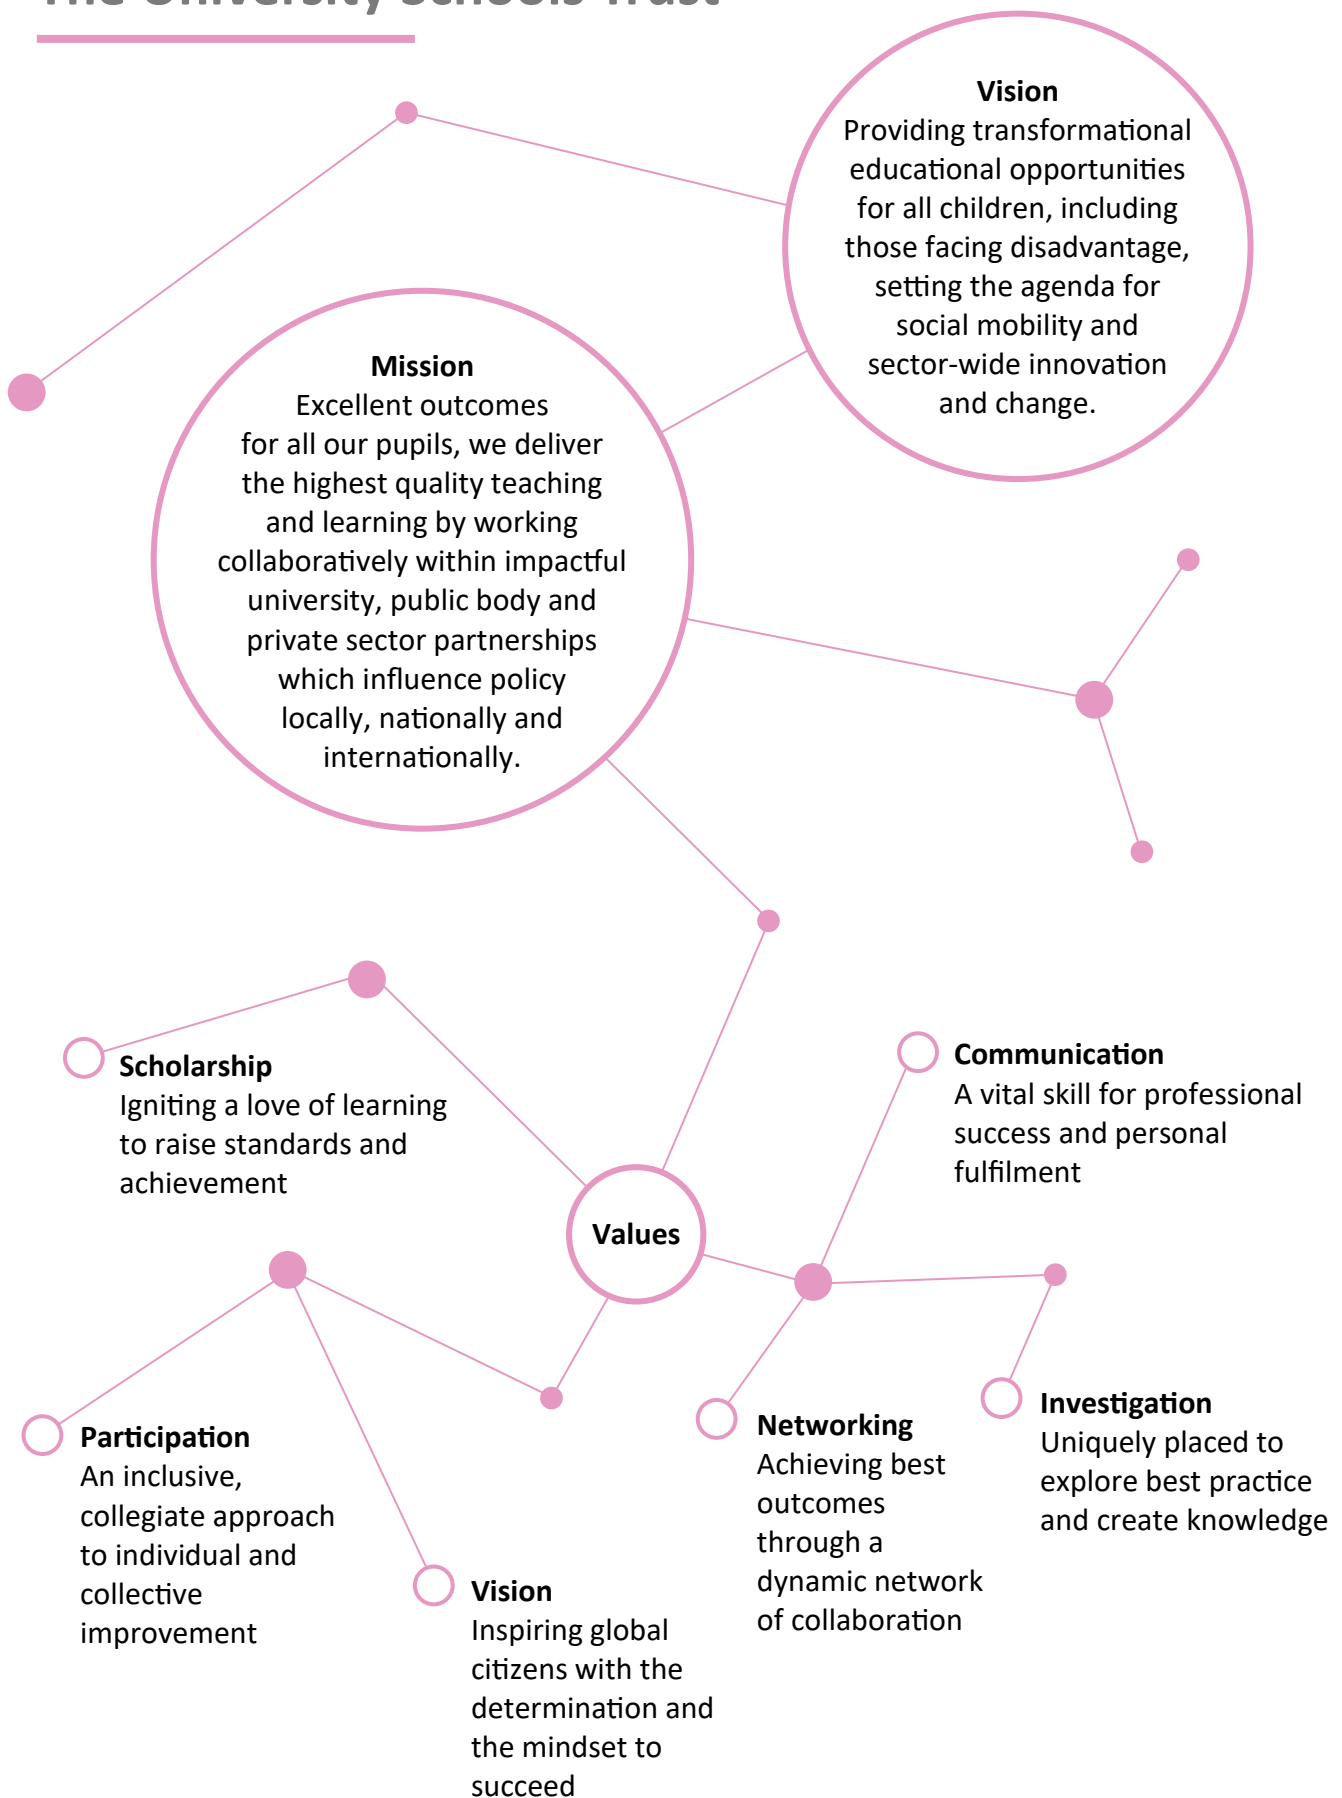 The University Schools Trust
Vision
Providing transformational
educational opportunities
for all children, including
those facing disadvantage,
setting the agenda for
social mobility and
sector-wide innovation
and change.
Mission
Excellent outcomes
for all our pupils, we deliver
the highest quality teaching
and learning by working
collaboratively within impactful
university, public body and
private sector partnerships
which influence policy
locally, nationally and
internationally.
Scholarship
Igniting a love of learning
to raise standards and
achievement
Communication
A vital skill for professional
success and personal
fulfilment
Values
Participation
An inclusive,
collegiate approach
to individual and
collective
improvement
Vision
Inspiring global
citizens with the
determination and
the mindset to
succeed
Networking
Achieving best
outcomes
through a
dynamic network
of collaboration
Investigation
Uniquely placed to
explore best practice
and create knowledge